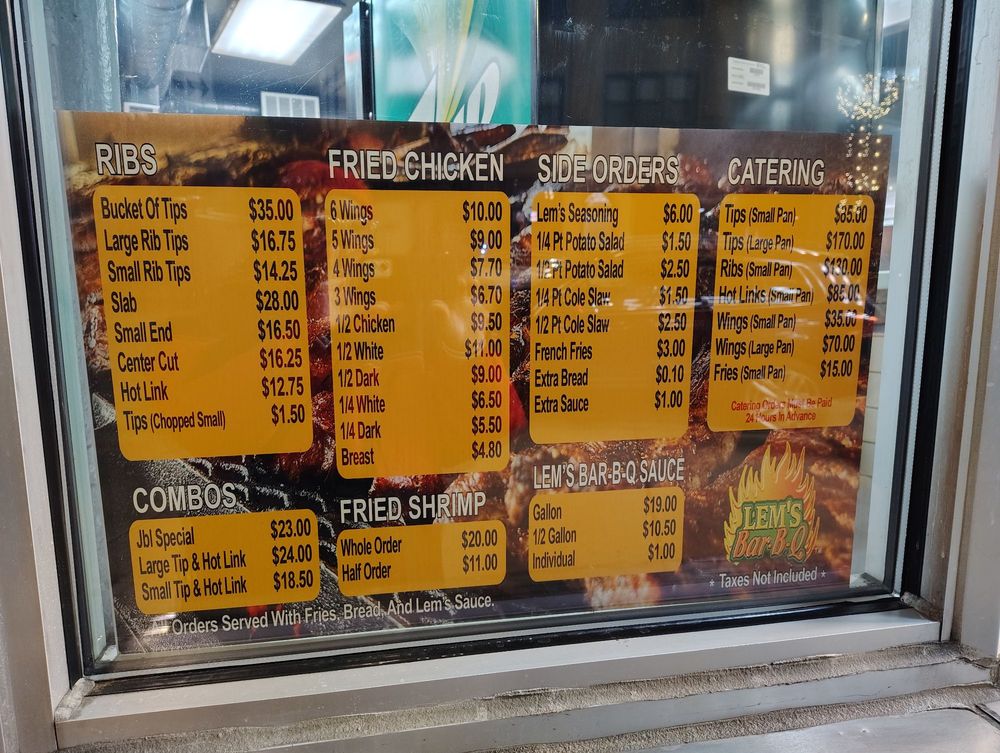 RIBS
Bucket Of Tips $35.00
Large Rib Tips $16.75
Small Rib Tips $14.25
Slab $28.00
Small End $16.50
Center Cut $16.25
Hot Link $12.75
Tips (Chopped Small) $1.50
COMBOS
Jbl Special $23.00
Large Tip & Hot Link $24.00
Small Tip & Hot Link $18.50
FRIED CHICKEN
6 Wings $10.00
5 Wings $9.00
4 Wings $7.70
3 Wings $6.70
1/2 Chicken $9.50
1/2 White $11.00
1/2 Dark $9.00
1/4 White $6.50
1/4 Dark $5.50
Breast $4.80
FRIED SHRIMP
Whole Order $20.00
Half Order $11.00
Orders Served With Fries, Bread, And Lem's Sauce.
SIDE ORDERS
Lem's Seasoning $6.00
1/4 Pt Potato Salad $1.50
1/2 Pt Potato Salad $2.50
1/4 Pt Cole Slaw $1.50
1/2 Pt Cole Slaw $2.50
French Fries $3.00
Extra Bread $0.10
Extra Sauce $1.00
LEM'S BAR-B-Q SAUCE
Gallon $19.00
1/2 Gallon $10.50
Individual $1.00
CATERING
Tips (Small Pan) $85.00
Tips (Large Pan) $170.00
Ribs (Small Pan) $130.00
Hot Links (Small Pan) $85.00
Wings (Small Pan) $35.00
Wings (Large Pan) $70.00
Fries (Small Pan) $15.00
Catering Orders Must Be Paid
24 Hours In Advance
LEM'S
Bar-B-Q
* Taxes Not Included *